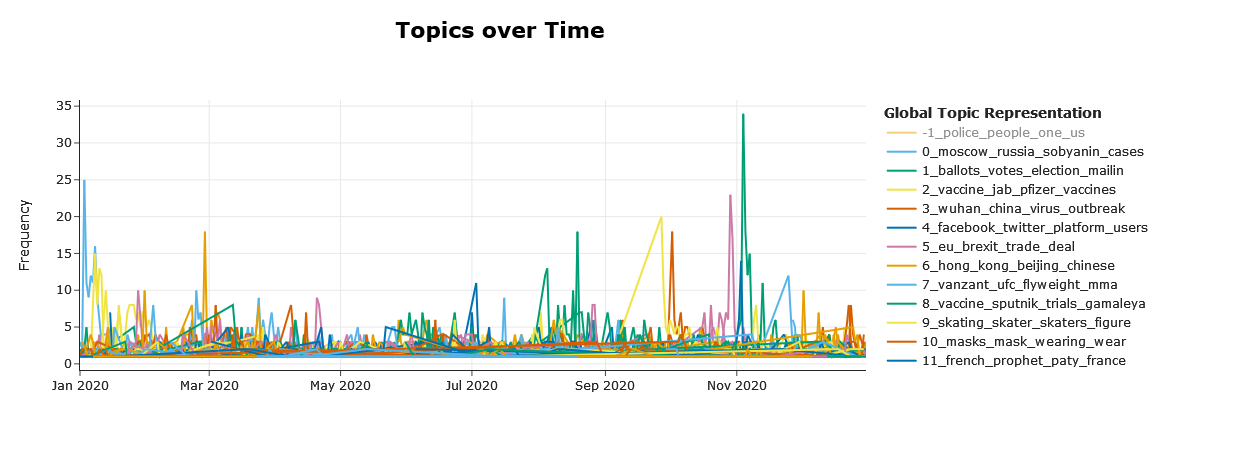 Topics over Time
35
30
25
20
15
10
5
0
Frequency
Jan 2020
Mar 2020
May 2020
Jul 2020
Sep 2020
Nov 2020
Global Topic Representation
-1_police_people_one_us
0_moscow_russia_sobyanin_cases
1_ballots_votes_election_mailin
2_vaccine_jab_pfizer_vaccines
3_wuhan_china_virus_outbreak
4_facebook_twitter_platform_users
5_eu_brexit_trade_deal
6_hong_kong_beijing_chinese
7_vanzant_ufc_flyweight_mma
8_vaccine_sputnik_trials_gamaleya
9_skating_skater_skaters_figure
10_masks_mask_wearing_wear
11_french_prophet_paty_france